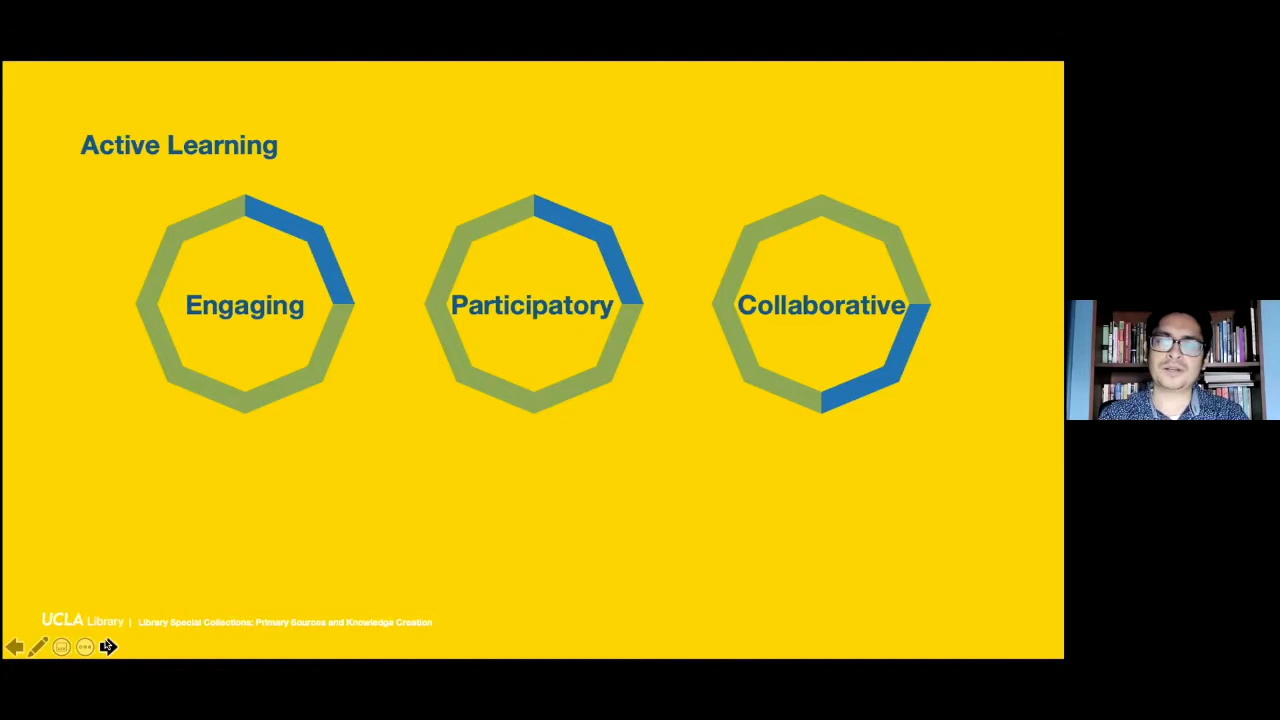 Active Learning
Engaging
Participatory
Collaborative
UCLA Library | Library Special Collections: Primary Sources and Knowledge Creation